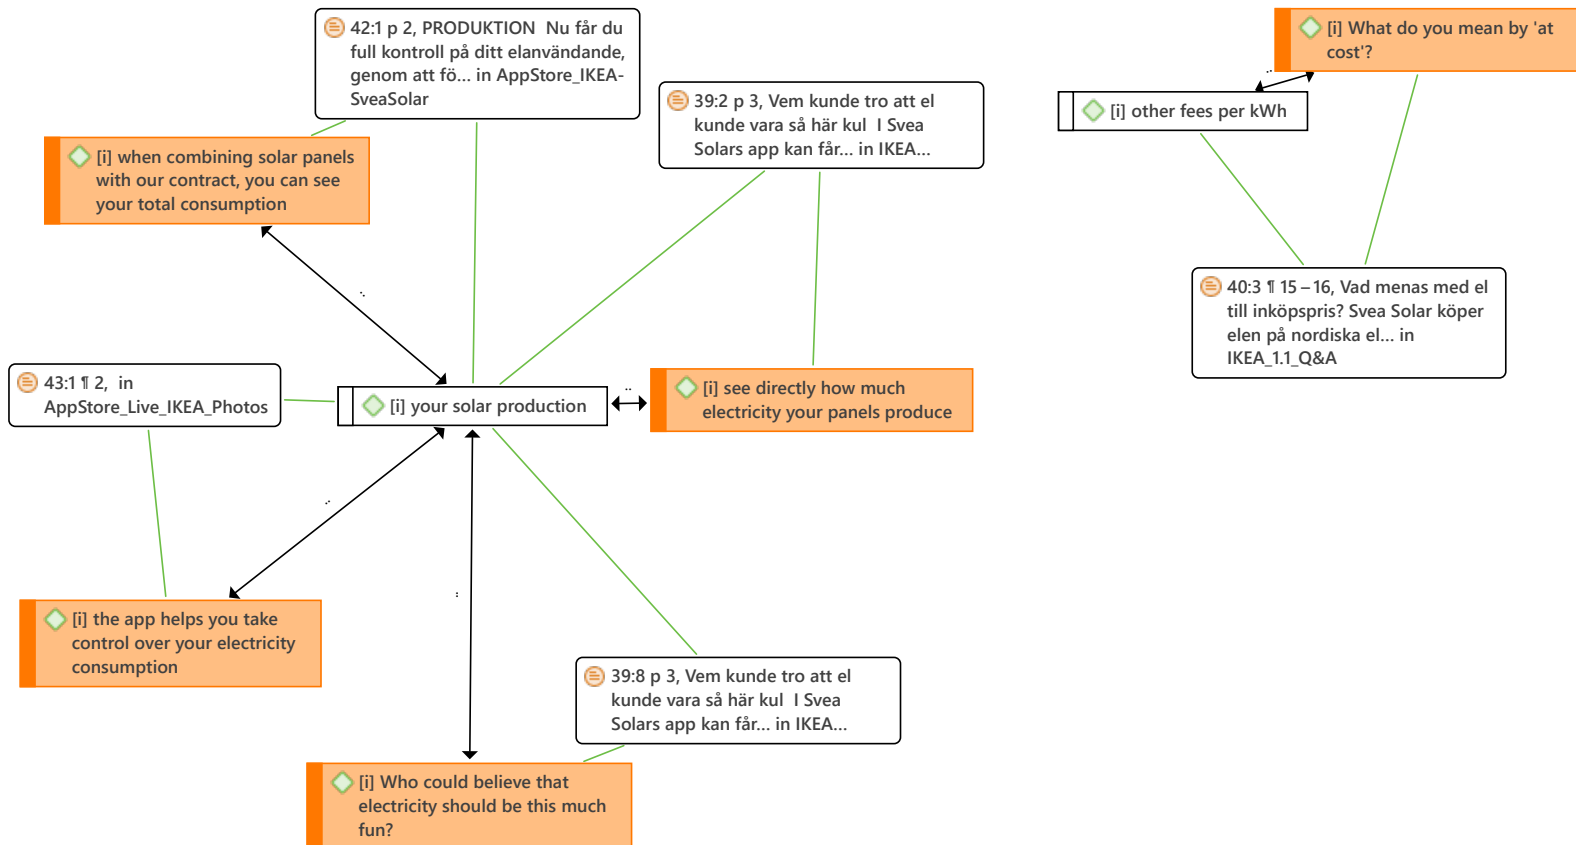 42:1 p 2, PRODUKTION  Nu får du
full kontroll på ditt elanvändande,
genom att fö... in AppStore_IKEA-
SveaSolar
[i] What do you mean by 'at
cost'?
39:2 p 3, Vem kunde tro att el
kunde vara så här kul  I Svea
Solars app kan får... in IKEA...
[i] other fees per kWh
[i] when combining solar panels
with our contract, you can see
your total consumption
40:3 ¶ 15 – 16, Vad menas med el
till inköpspris? Svea Solar köper
elen på nordiska el... in
IKEA_1.1_Q&A
43:1 ¶ 2,  in
AppStore_Live_IKEA_Photos
[i] your solar production
[i] see directly how much
electricity your panels produce
[i] the app helps you take
control over your electricity
consumption
39:8 p 3, Vem kunde tro att el
kunde vara så här kul  I Svea
Solars app kan får... in IKEA...
[i] Who could believe that
electricity should be this much
fun?